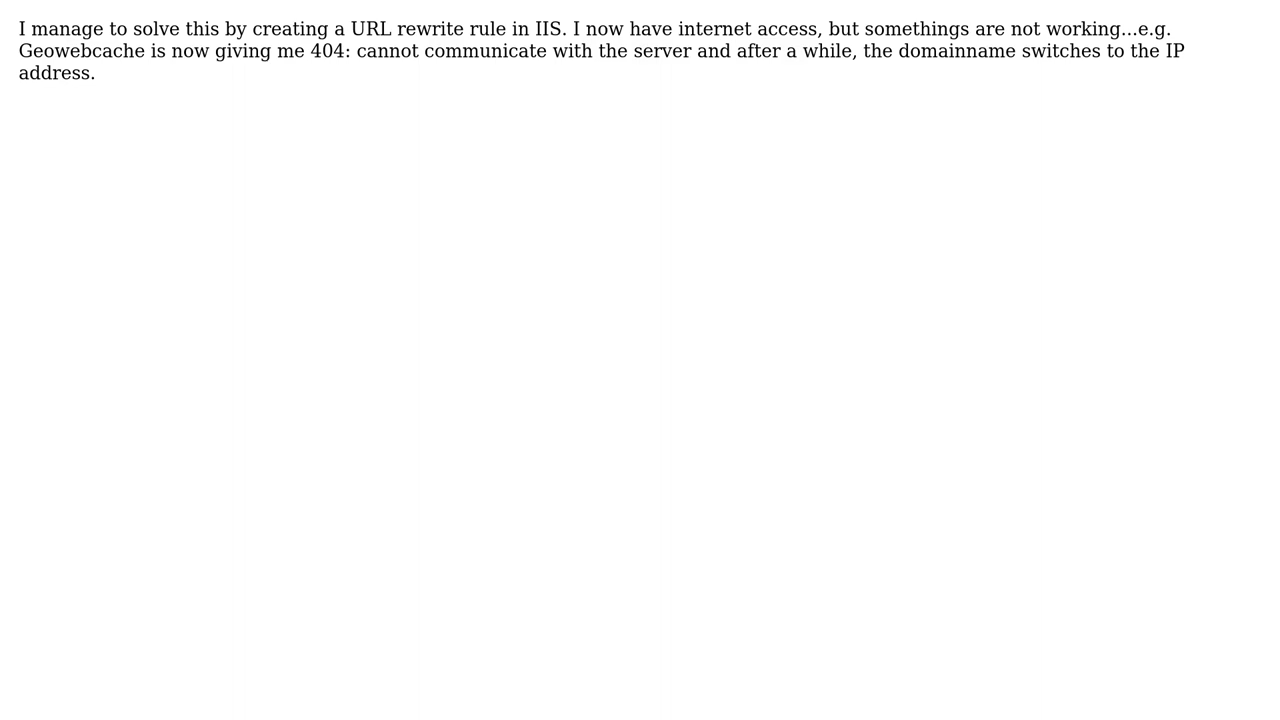 I manage to solve this by creating a URL rewrite rule in IIS. I now have internet access, but somethings are not working...e.g.
Geowebcache is now giving me 404: cannot communicate with the server and after a while, the domainname switches to the IP
address.